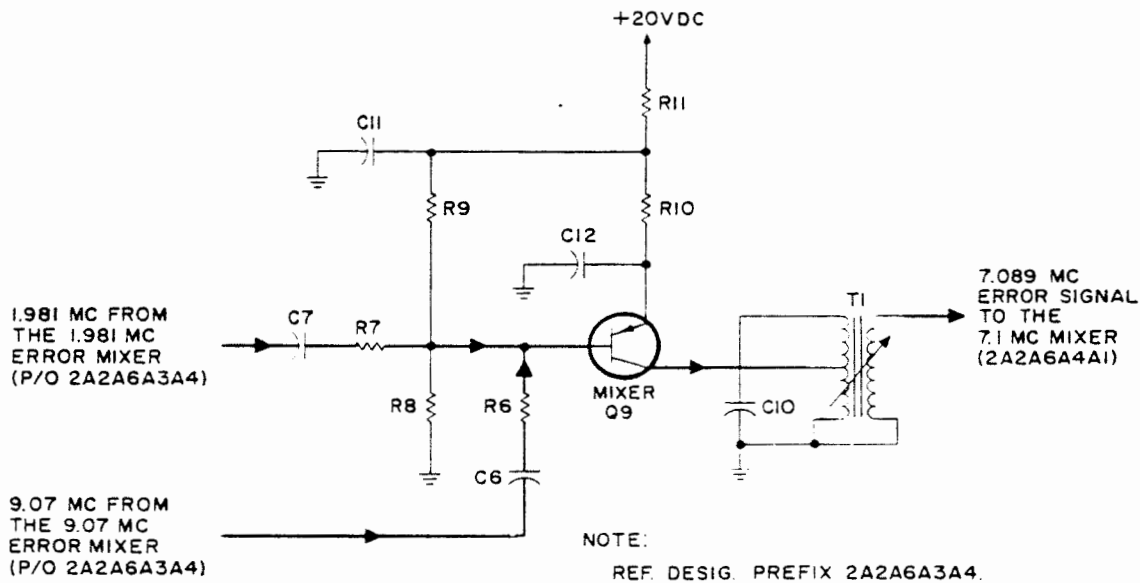 +20VDC
R11
C11
R9
R10
C12
1.981 MC FROM
THE 1.981 MC
ERROR MIXER
(P/O 2A2A6A3A4)
C7
R7
T1
7.089 MC
ERROR SIGNAL
TO THE
7.1 MC MIXER
(2A2A6A4A1)
R8
R6
MIXER
Q9
C10
C6
9.07 MC FROM
THE 9.07 MC
ERROR MIXER
(P/O 2A2A6A3A4)
NOTE:
REF. DESIG. PREFIX 2A2A6A3A4.